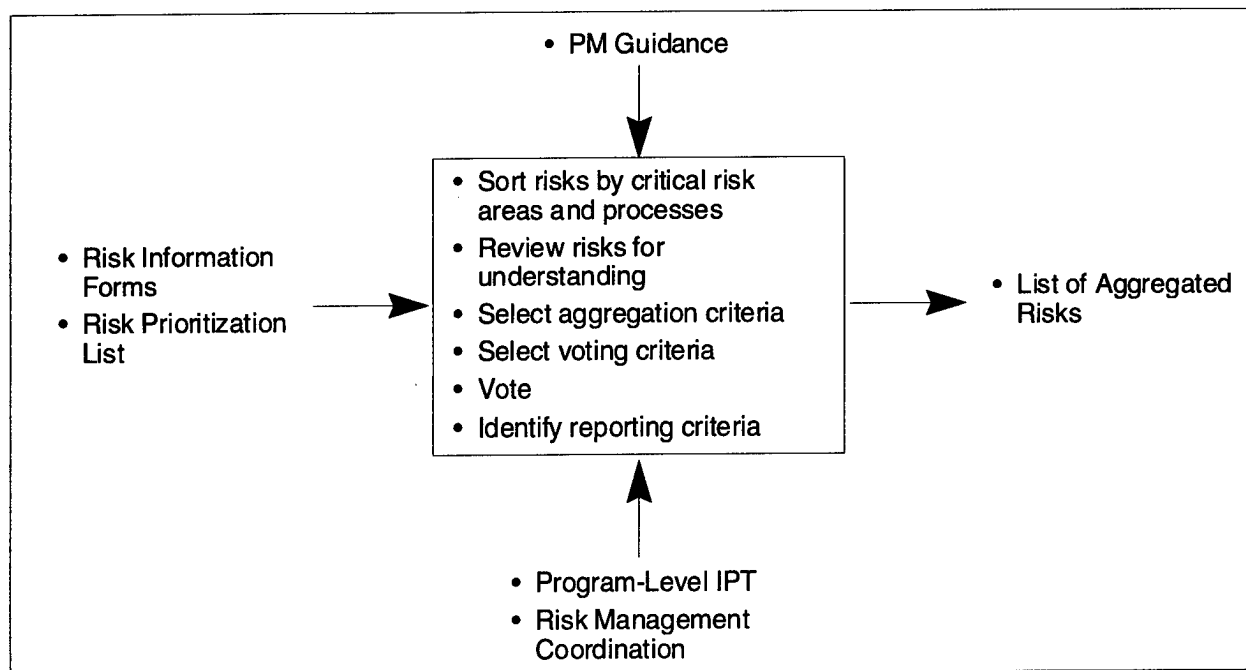 • PM Guidance
• Sort risks by critical risk
areas and processes
• Review risks for
understanding
• Select aggregation criteria
• Select voting criteria
• Vote
• Identify reporting criteria
• Risk Information
Forms
• Risk Prioritization
List
• List of Aggregated
Risks
• Program-Level IPT
• Risk Management
Coordination